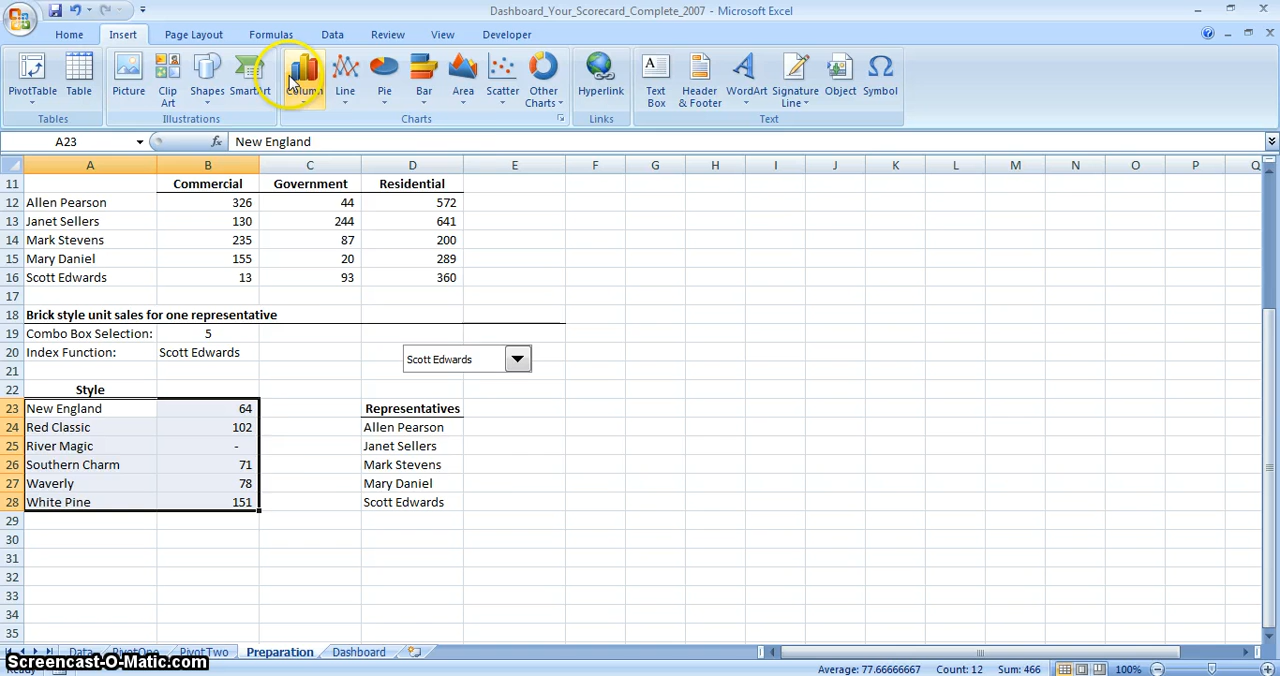 Dashboard_Your_Scorecard_Complete_2007 - Microsoft Excel
Home Insert Page Layout Formulas Data Review View Developer
PivotTable Table Picture Clip Art Shapes SmartArt Column Line Pie Bar Area Scatter Other Charts Hyperlink Text Box Header & Footer WordArt Signature Line Object Symbol
Tables Illustrations Charts Links Text
A23 fx New England
A B C D E F G H I J K L M N O P Q
11 Commercial Government Residential
12 Allen Pearson 326 44 572
13 Janet Sellers 130 244 641
14 Mark Stevens 235 87 200
15 Mary Daniel 155 20 289
16 Scott Edwards 13 93 360
17
18 Brick style unit sales for one representative
19 Combo Box Selection: 5
20 Index Function: Scott Edwards Scott Edwards
21
22 Style
23 New England 64 Representatives
24 Red Classic 102 Allen Pearson
25 River Magic - Janet Sellers
26 Southern Charm 71 Mark Stevens
27 Waverly 78 Mary Daniel
28 White Pine 151 Scott Edwards
29
30
31
32
33
34
35
Data PivotOne PivotTwo Preparation Dashboard
Screencast-O-Matic.com
Ready Average: 77.66666667 Count: 12 Sum: 466 100%